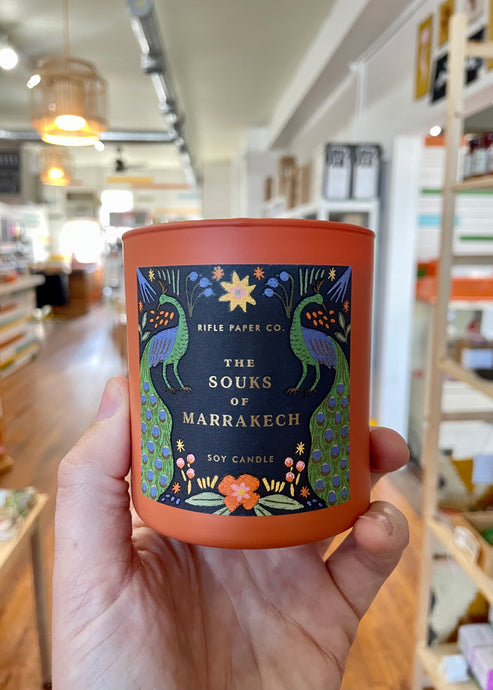 RIFLE PAPER CO.
THE
SOUKS
OF
MARRAKECH
SOY CANDLE